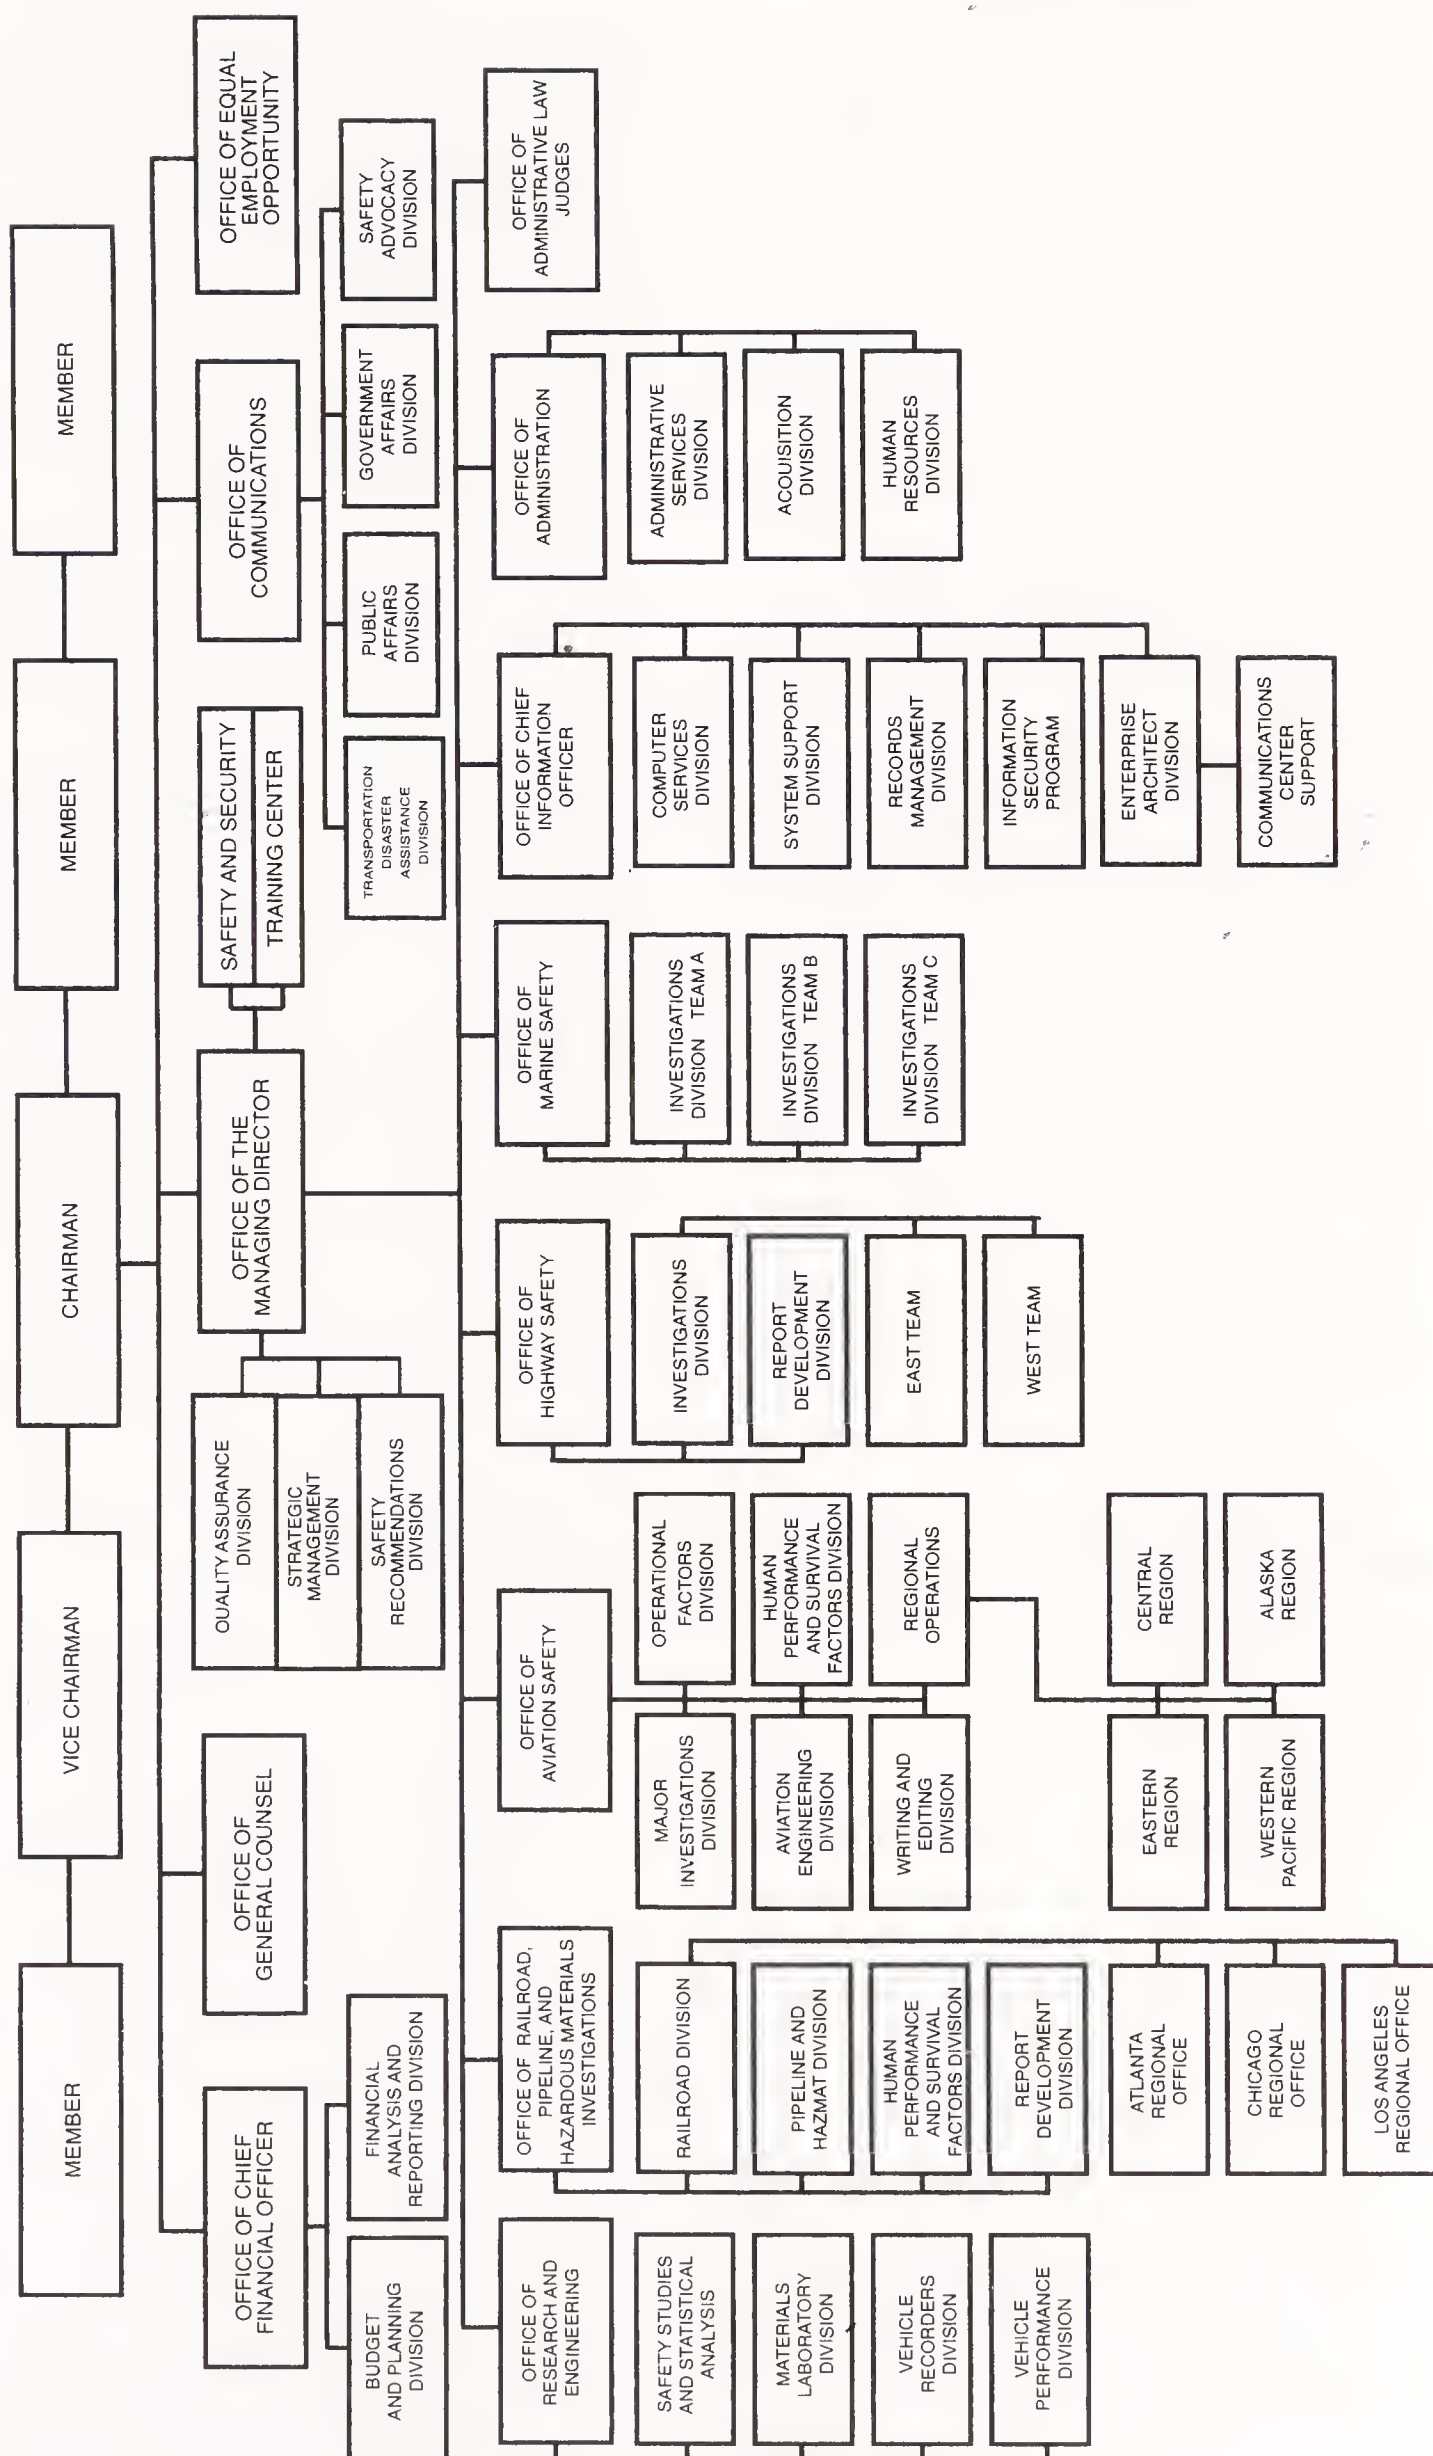 MEMBER
VICE CHAIRMAN
CHAIRMAN
MEMBER
MEMBER
OFFICE OF CHIEF
FINANCIAL OFFICER
OFFICE OF
GENERAL COUNSEL
OFFICE OF THE
MANAGING DIRECTOR
SAFETY AND SECURITY
TRAINING CENTER
OFFICE OF
COMMUNICATIONS
OFFICE OF EQUAL
EMPLOYMENT
OPPORTUNITY
QUALITY ASSURANCE
DIVISION
STRATEGIC
MANAGEMENT
DIVISION
SAFETY
RECOMMENDATIONS
DIVISION
BUDGET
AND PLANNING
DIVISION
FINANCIAL
ANALYSIS AND
REPORTING DIVISION
TRANSPORTATION
DISASTER
ASSISTANCE
DIVISION
PUBLIC
AFFAIRS
DIVISION
GOVERNMENT
AFFAIRS
DIVISION
SAFETY
ADVOCACY
DIVISION
OFFICE OF
RESEARCH AND
ENGINEERING
SAFETY STUDIES
AND STATISTICAL
ANALYSIS
MATERIALS
LABORATORY
DIVISION
VEHICLE
RECORDERS
DIVISION
VEHICLE
PERFORMANCE
DIVISION
OFFICE OF RAILROAD,
PIPELINE, AND
HAZARDOUS MATERIALS
INVESTIGATIONS
RAILROAD DIVISION
PIPELINE AND
HAZMAT DIVISION
HUMAN
PERFORMANCE
AND SURVIVAL
FACTORS DIVISION
REPORT
DEVELOPMENT
DIVISION
ATLANTA
REGIONAL
OFFICE
CHICAGO
REGIONAL
OFFICE
LOS ANGELES
REGIONAL OFFICE
OFFICE OF
AVIATION SAFETY
MAJOR
INVESTIGATIONS
DIVISION
OPERATIONAL
FACTORS
DIVISION
AVIATION
ENGINEERING
DIVISION
HUMAN
PERFORMANCE
AND SURVIVAL
FACTORS DIVISION
WRITING AND
EDITING
DIVISION
REGIONAL
OPERATIONS
EASTERN
REGION
CENTRAL
REGION
WESTERN
PACIFIC REGION
ALASKA
REGION
OFFICE OF
HIGHWAY SAFETY
INVESTIGATIONS
DIVISION
REPORT
DEVELOPMENT
DIVISION
EAST TEAM
WEST TEAM
OFFICE OF
MARINE SAFETY
INVESTIGATIONS
DIVISION TEAM A
INVESTIGATIONS
DIVISION TEAM B
INVESTIGATIONS
DIVISION TEAM C
OFFICE OF CHIEF
INFORMATION
OFFICER
COMPUTER
SERVICES
DIVISION
SYSTEM SUPPORT
DIVISION
RECORDS
MANAGEMENT
DIVISION
INFORMATION
SECURITY
PROGRAM
ENTERPRISE
ARCHITECT
DIVISION
COMMUNICATIONS
CENTER
SUPPORT
OFFICE OF
ADMINISTRATION
ADMINISTRATIVE
SERVICES
DIVISION
ACQUISITION
DIVISION
HUMAN
RESOURCES
DIVISION
OFFICE OF
ADMINISTRATIVE LAW
JUDGES